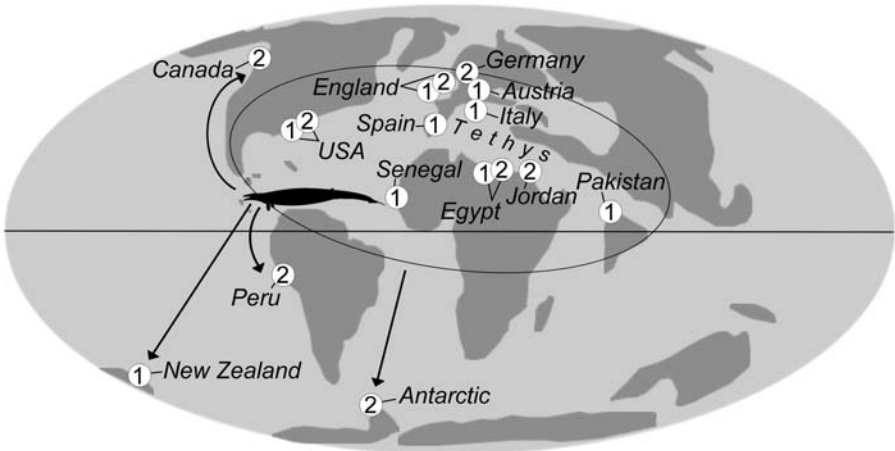 2
Canada
2
Germany
England
1
2
1
Austria
1
Italy
Spain
1
Tethys
1
2
USA
Senegal
1
1
2
Egypt
2
Jordan
Pakistan
1
2
Peru
1
New Zealand
2
Antarctic